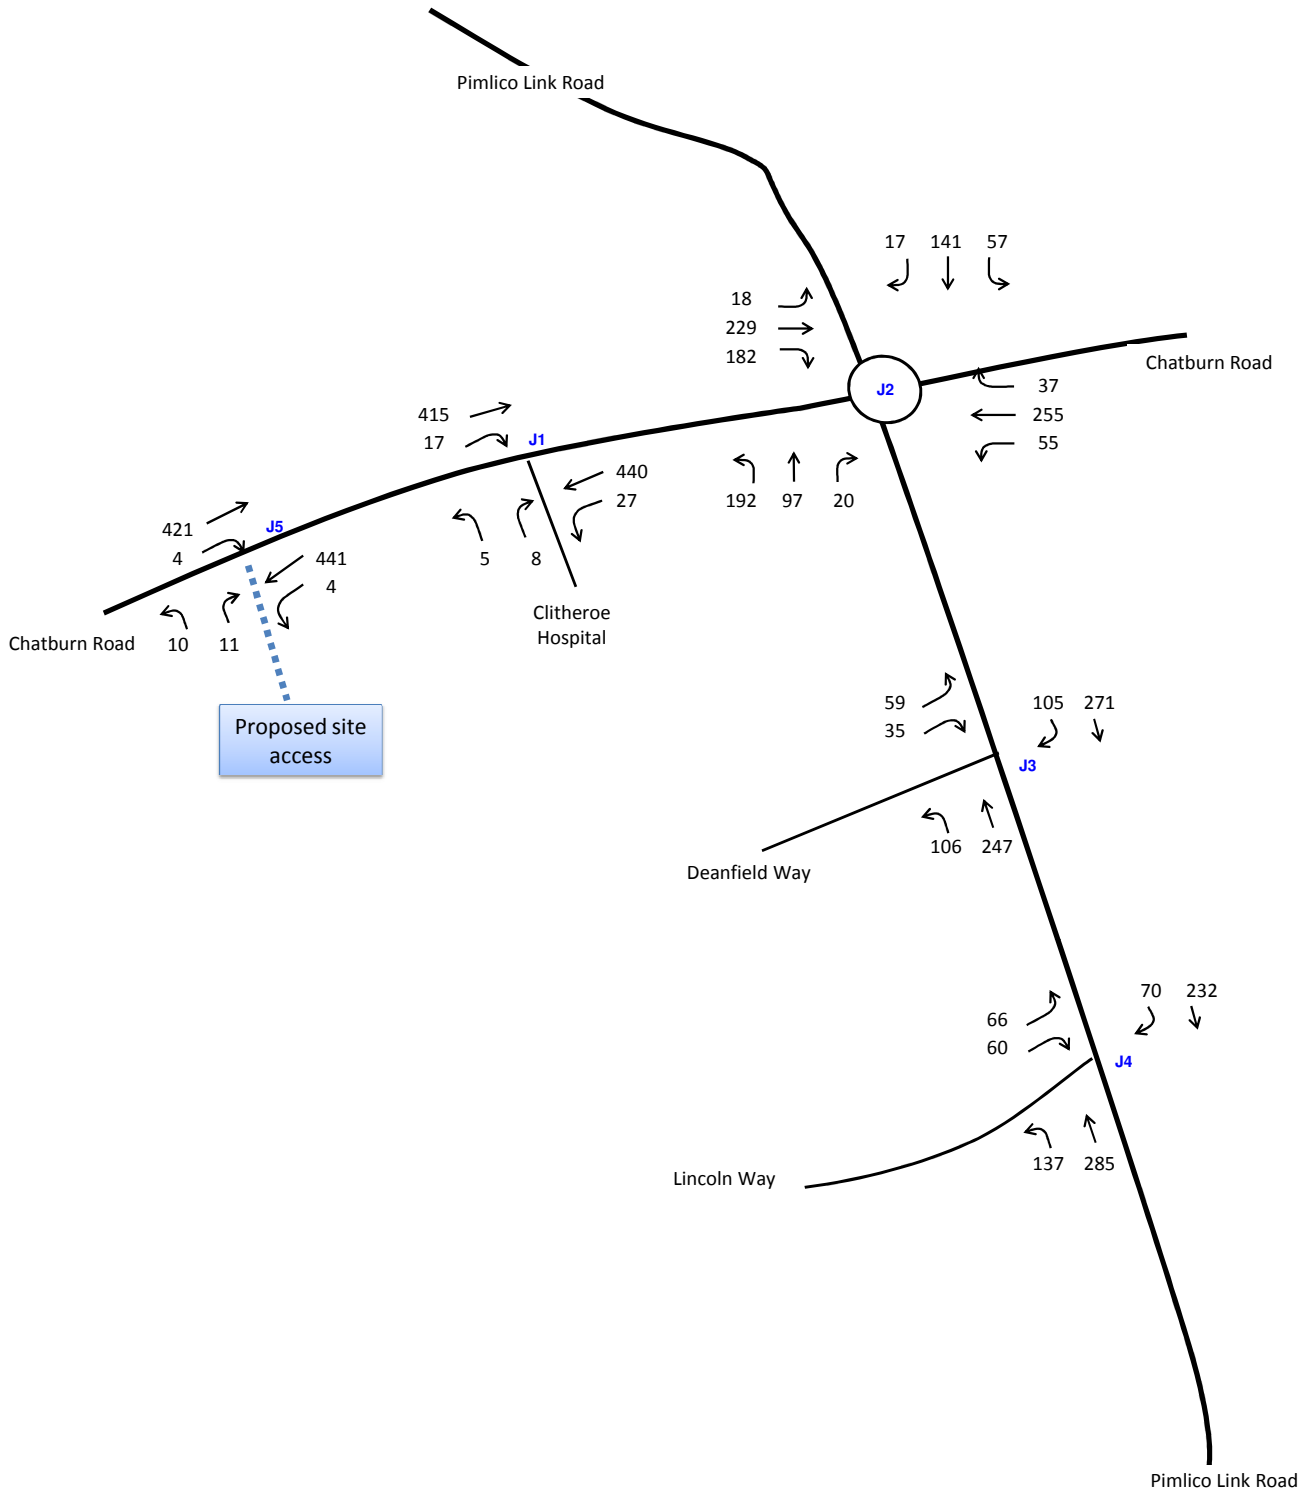 Pimlico Link Road
17 141 57
18
229
182
Chatburn Road
J2
37
255
55
415
17
J1
440
27
192 97 20
421
4
J5
441
4
5 8
Clitheroe
Hospital
Chatburn Road
10 11
Proposed site
access
59
35
105 271
J3
106 247
Deanfield Way
66
60
70 232
J4
137 285
Lincoln Way
Pimlico Link Road